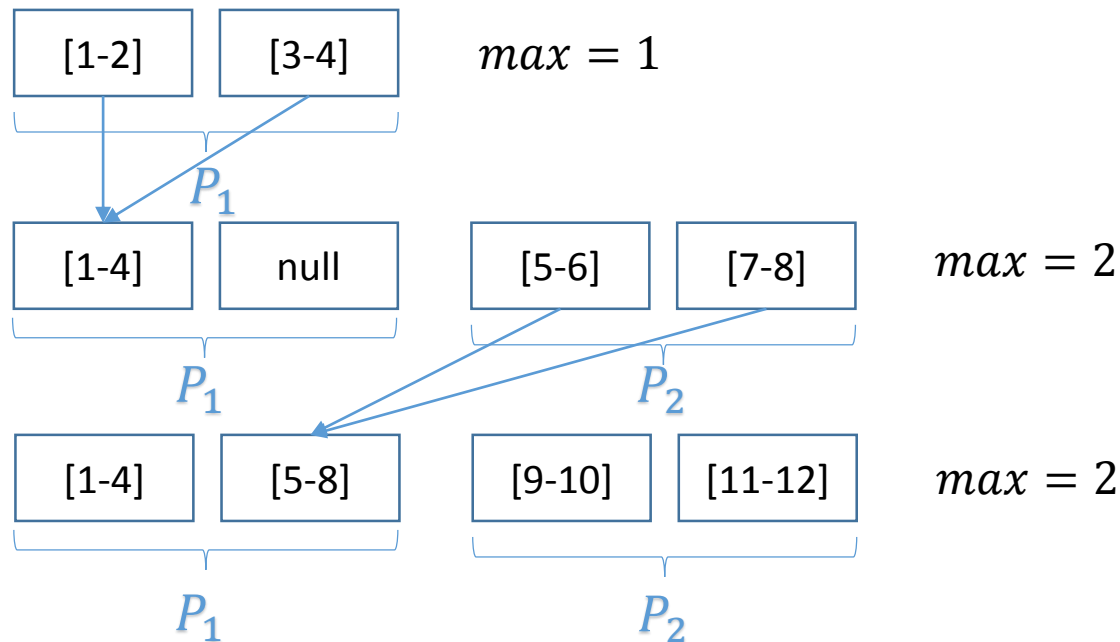 [1-2] [3-4] max = 1
P₁
[1-4] null [5-6] [7-8] max = 2
P₁ P₂
[1-4] [5-8] [9-10] [11-12] max = 2
P₁ P₂